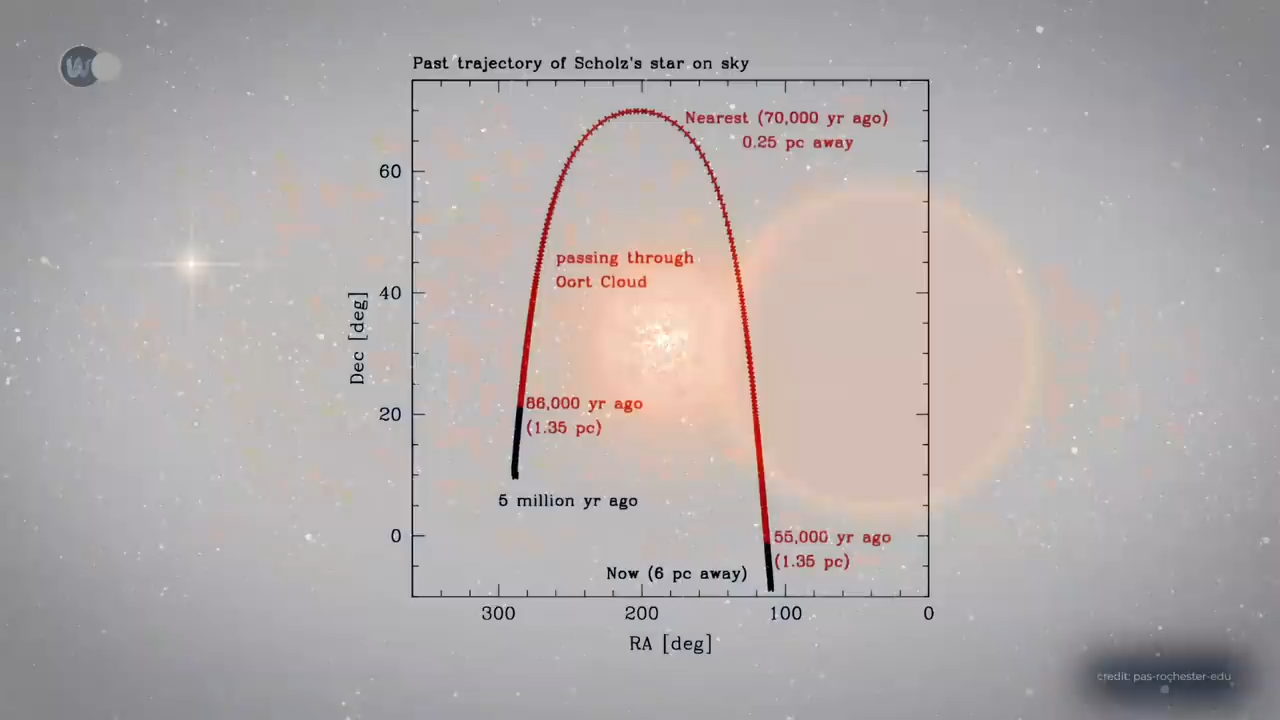 W
Past trajectory of Scholz's star on sky
Nearest (70,000 yr ago)
0.25 pc away
60
passing through
Oort Cloud
40
Dec [deg]
86,000 yr ago
20
(1.35 pc)
5 million yr ago
0
55,000 yr ago
(1.35 pc)
Now (6 pc away)
300 200 100 0
RA [deg]
credit: pas-rochester-edu